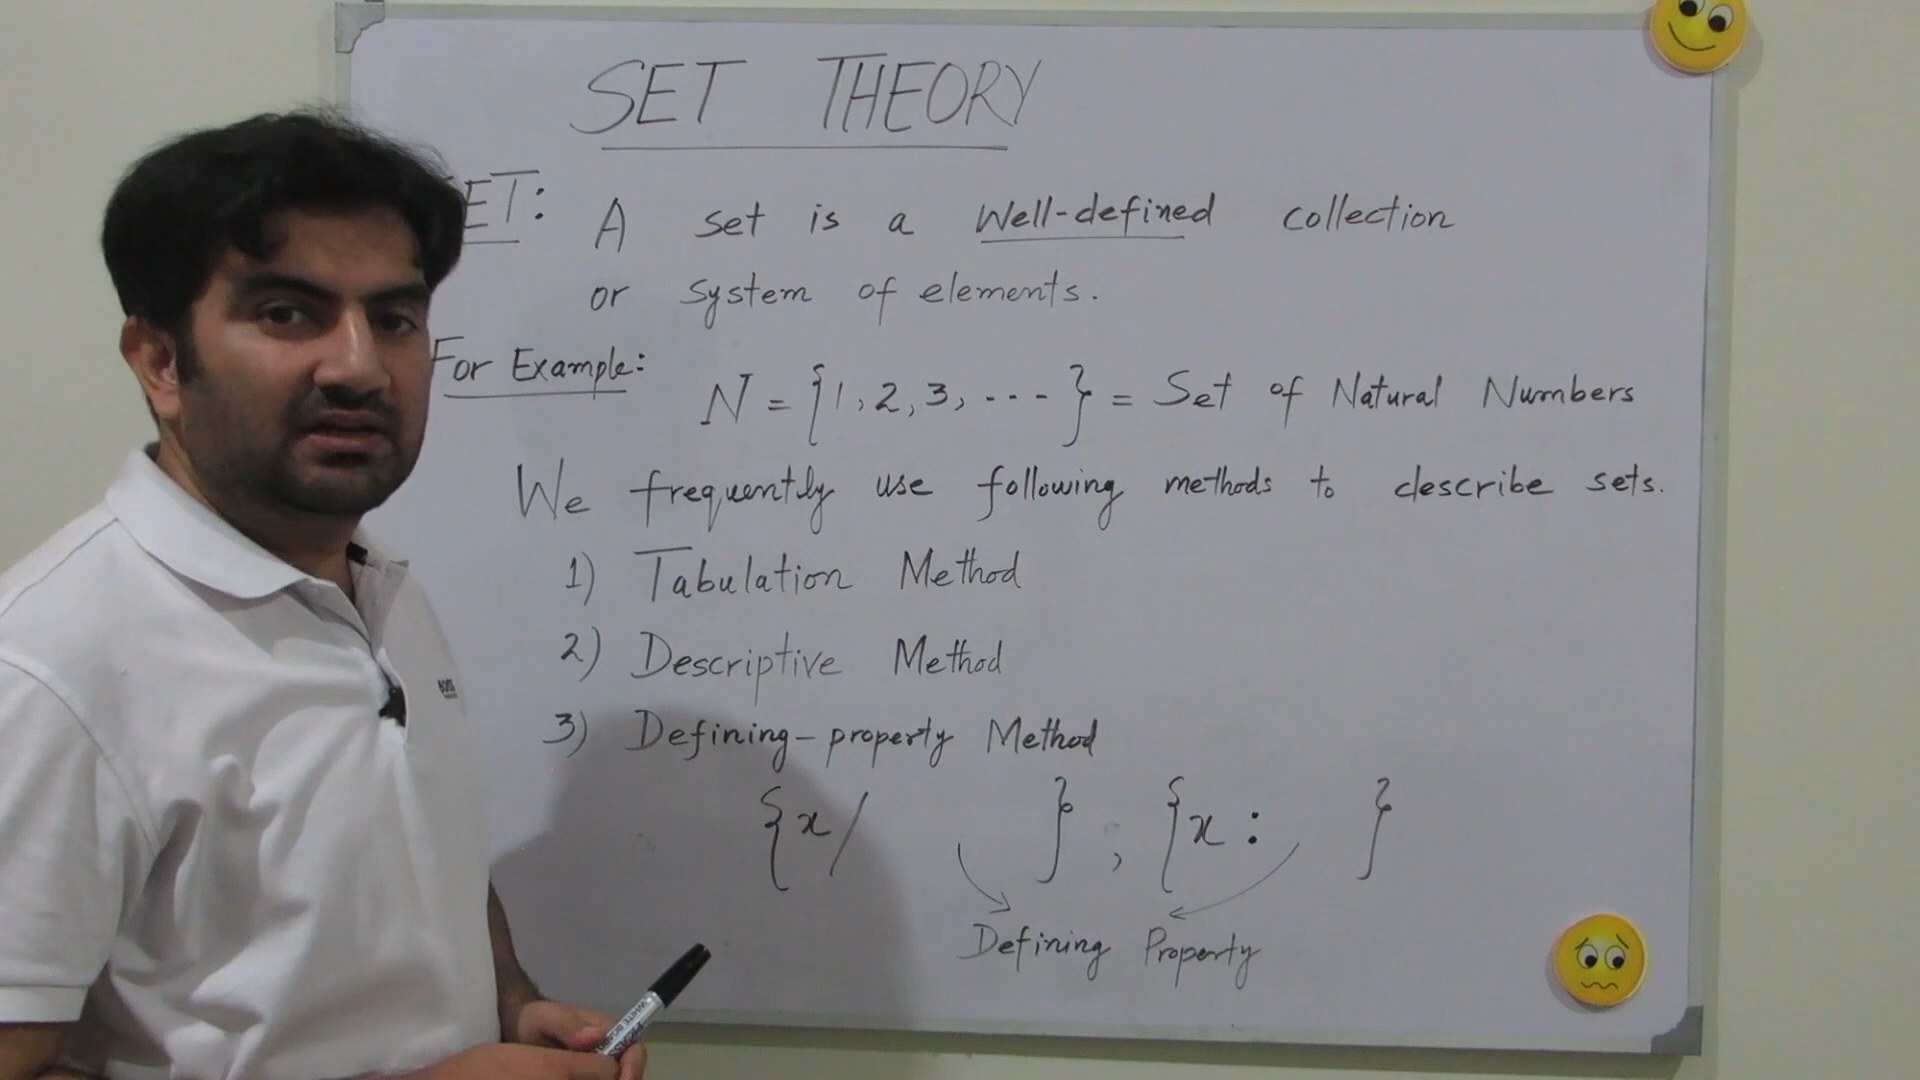 SET THEORY
ET: A set is a Well-defined collection
or system of elements.
For Example:
N = {1, 2, 3, --- } = Set of Natural Numbers
We frequently use following methods to describe sets.
1) Tabulation Method
2) Descriptive Method
3) Defining-property Method
{x/ } ; {x: }
Defining Property
WHITE BOARD